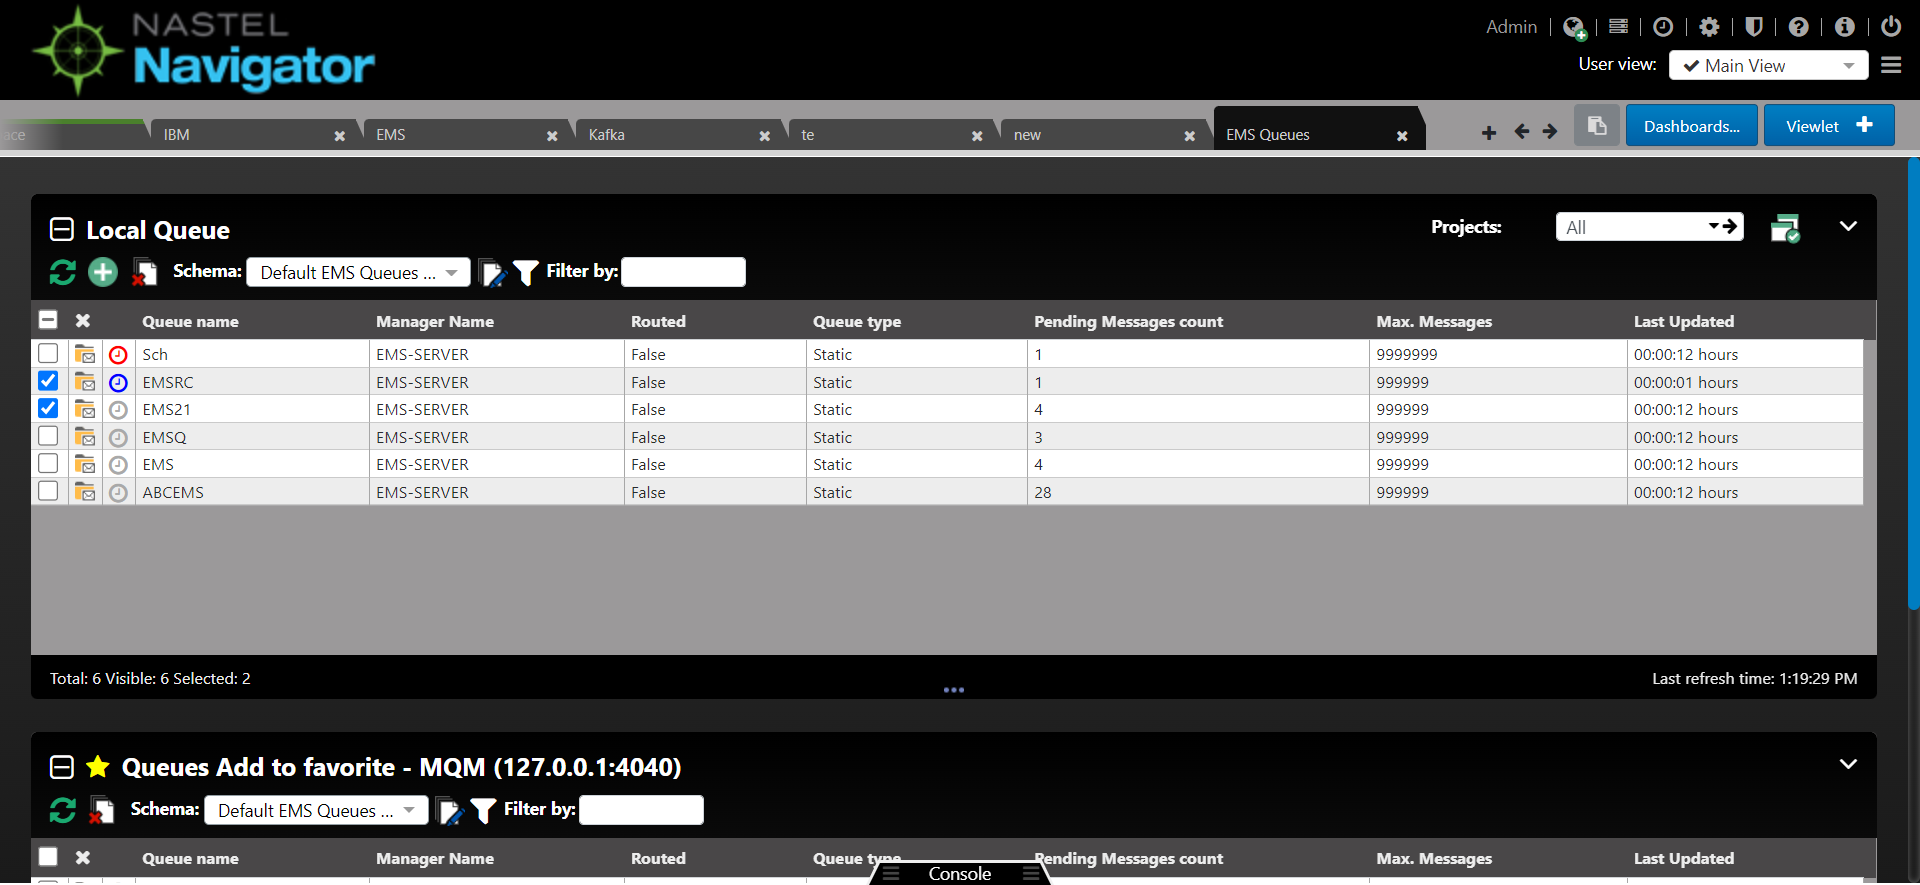 NASTEL
Navigator
Admin
User view: Main View
ace IBM EMS Kafka te new EMS Queues Dashboards... Viewlet
Local Queue Projects: All
Schema: Default EMS Queues ... Filter by:
Queue name Manager Name Routed Queue type Pending Messages count Max. Messages Last Updated
Sch EMS-SERVER False Static 1 9999999 00:00:12 hours
EMSRC EMS-SERVER False Static 1 999999 00:00:01 hours
EMS21 EMS-SERVER False Static 4 999999 00:00:12 hours
EMSQ EMS-SERVER False Static 3 999999 00:00:12 hours
EMS EMS-SERVER False Static 4 999999 00:00:12 hours
ABCEMS EMS-SERVER False Static 28 999999 00:00:12 hours
Total: 6 Visible: 6 Selected: 2 Last refresh time: 1:19:29 PM
Queues Add to favorite - MQM (127.0.0.1:4040)
Schema: Default EMS Queues ... Filter by:
Queue name Manager Name Routed Queue type Pending Messages count Max. Messages Last Updated
Console